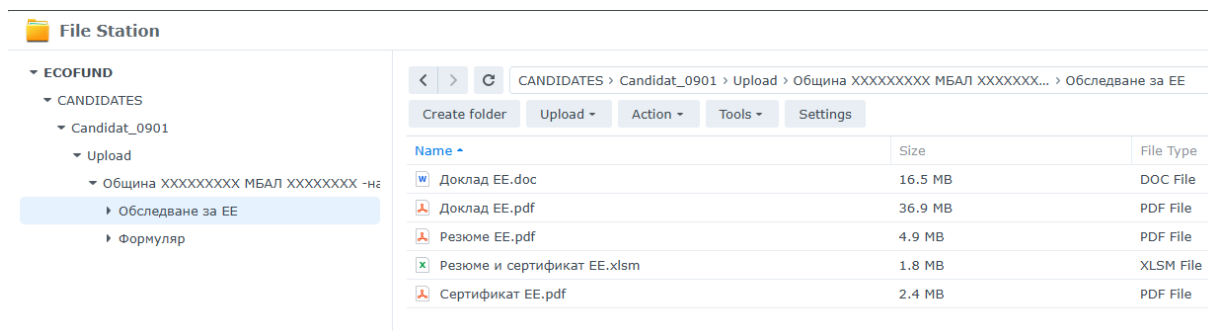 File Station
ECOFUND
CANDIDATES
Candidat_0901
Upload
Община XXXXXXXXX МБАЛ XXXXXXXX -на
Обследване за ЕЕ
Формуляр
CANDIDATES › Candidat_0901 › Upload › Община XXXXXXXXX МБАЛ XXXXXXX... › Обследване за ЕЕ
Create folder Upload Action Tools Settings
Name Size File Type
Доклад ЕЕ.doc 16.5 MB DOC File
Доклад ЕЕ.pdf 36.9 MB PDF File
Резюме ЕЕ.pdf 4.9 MB PDF File
Резюме и сертификат ЕЕ.xlsm 1.8 MB XLSM File
Сертификат ЕЕ.pdf 2.4 MB PDF File